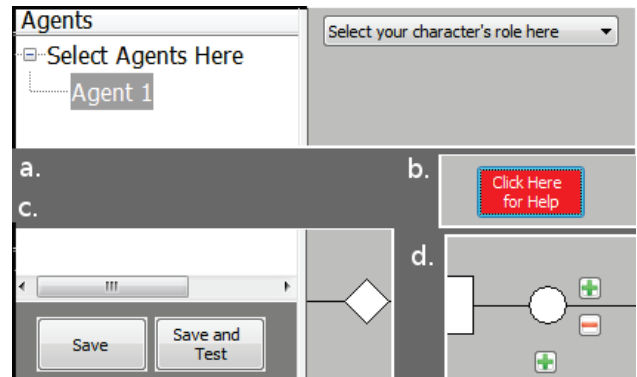 Agents
Select Agents Here
Agent 1
Select your character's role here
a.
b.
Click Here
for Help
c.
d.
Save
Save and
Test